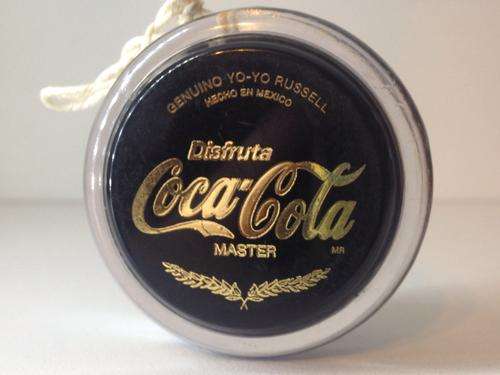 GENUINO YO-YO RUSSELL
HECHO EN MEXICO
Disfruta
Coca-Cola
MASTER MR